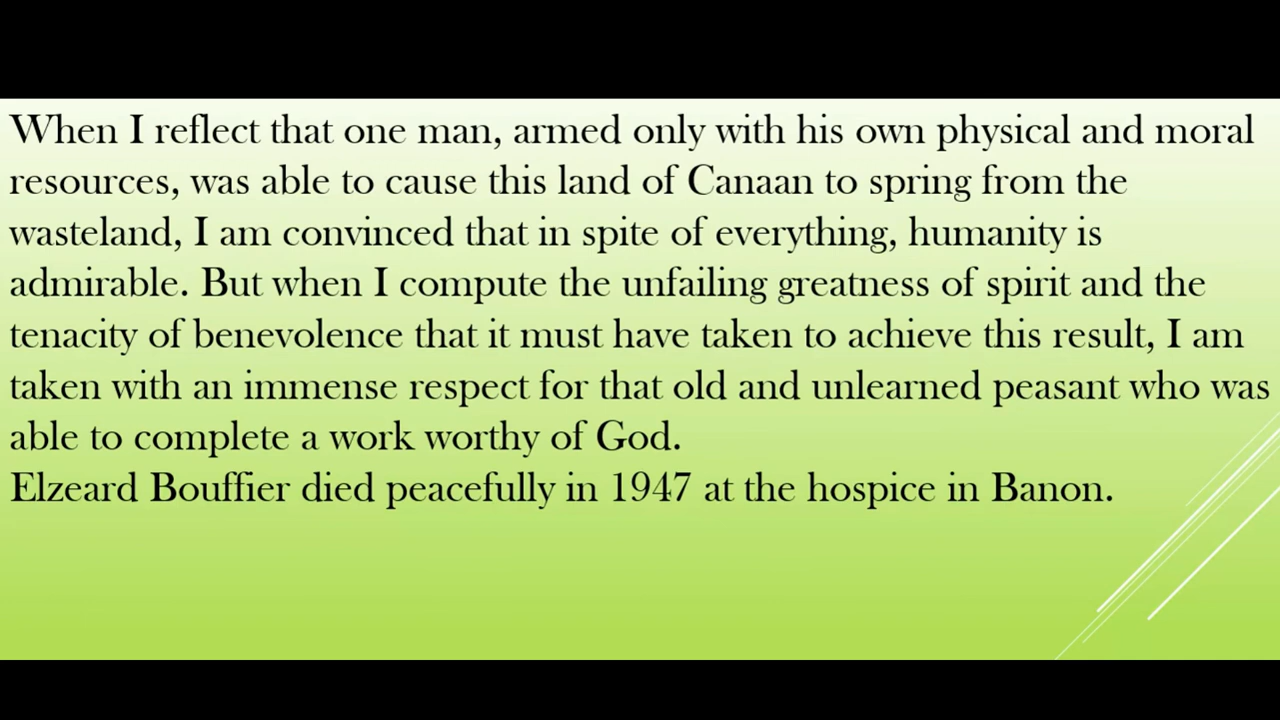 When I reflect that one man, armed only with his own physical and moral
resources, was able to cause this land of Canaan to spring from the
wasteland, I am convinced that in spite of everything, humanity is
admirable. But when I compute the unfailing greatness of spirit and the
tenacity of benevolence that it must have taken to achieve this result, I am
taken with an immense respect for that old and unlearned peasant who was
able to complete a work worthy of God.
Elzeard Bouffier died peacefully in 1947 at the hospice in Banon.